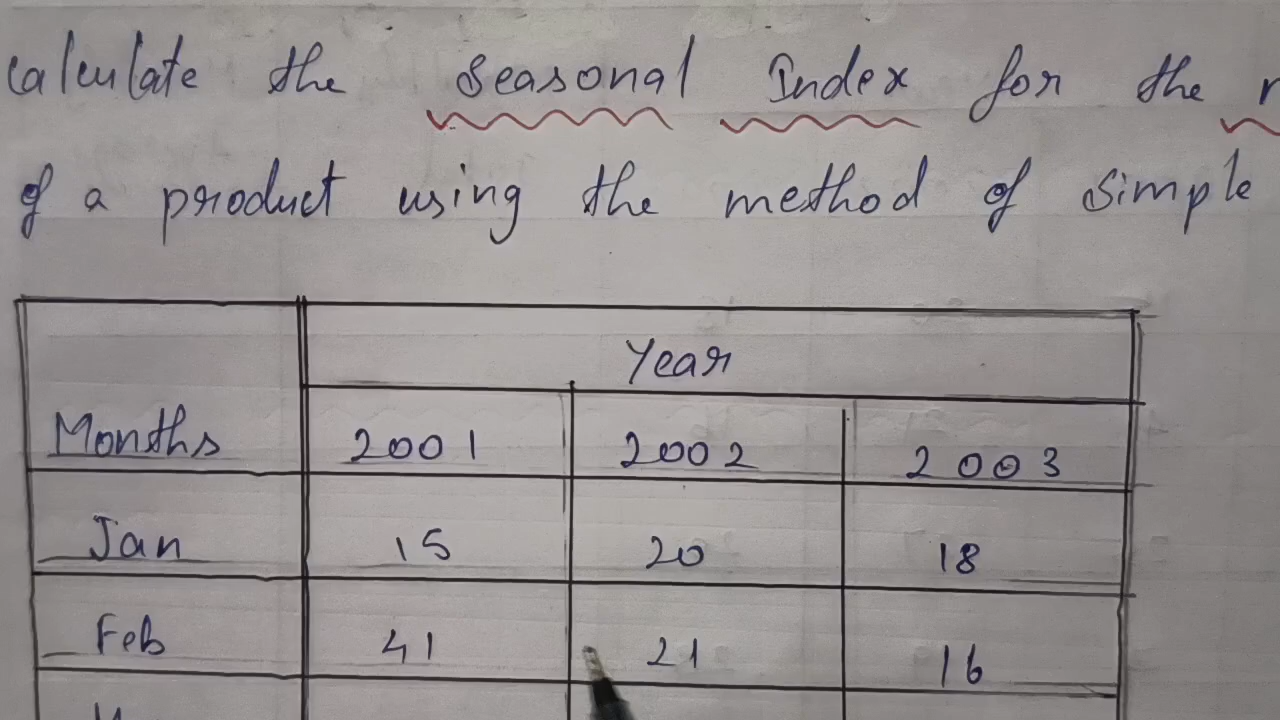 Calculate the Seasonal Index for the
of a product using the method of Simple
Year
Months 2001 2002 2003
Jan 15 20 18
Feb 41 21 16